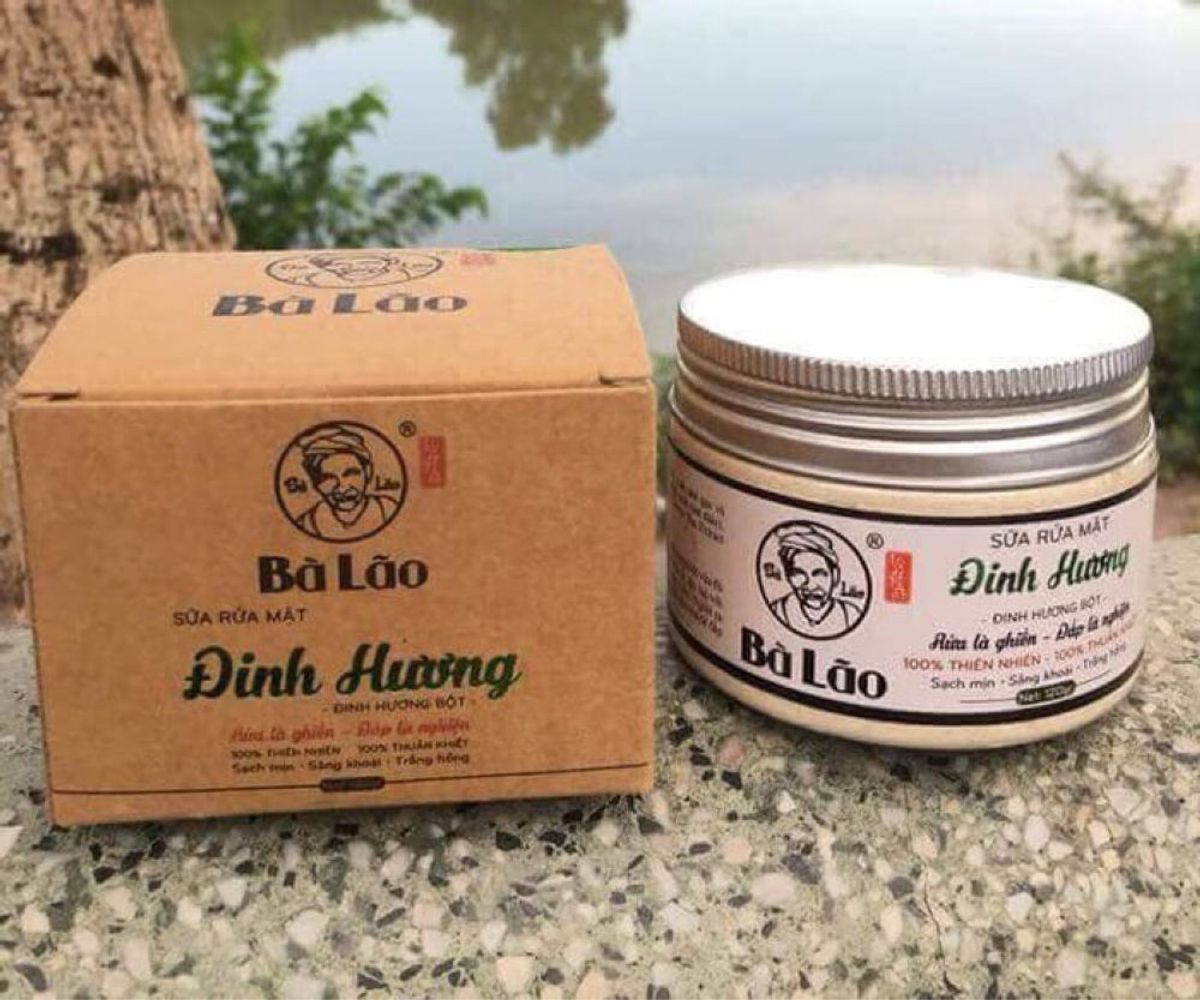 Bà Lão
Bà Lão
®
Bà Lão
SỮA RỬA MẶT
Đinh Hương
- ĐINH HƯƠNG BỘT -
Rửa là ghiền - Đắp là nghiện
100% THIÊN NHIÊN 100% THUẦN KHIẾT
Sạch mịn · Sảng khoái · Trắng hồng
Bà Lão
®
Bà Lão
SỮA RỬA MẶT
Đinh Hương
- ĐINH HƯƠNG BỘT -
Rửa là ghiền - Đắp là nghiện
100% THIÊN NHIÊN - 100% THUẦN
Sạch mịn · Sảng khoái · Trắng hồng
Net: 120gr